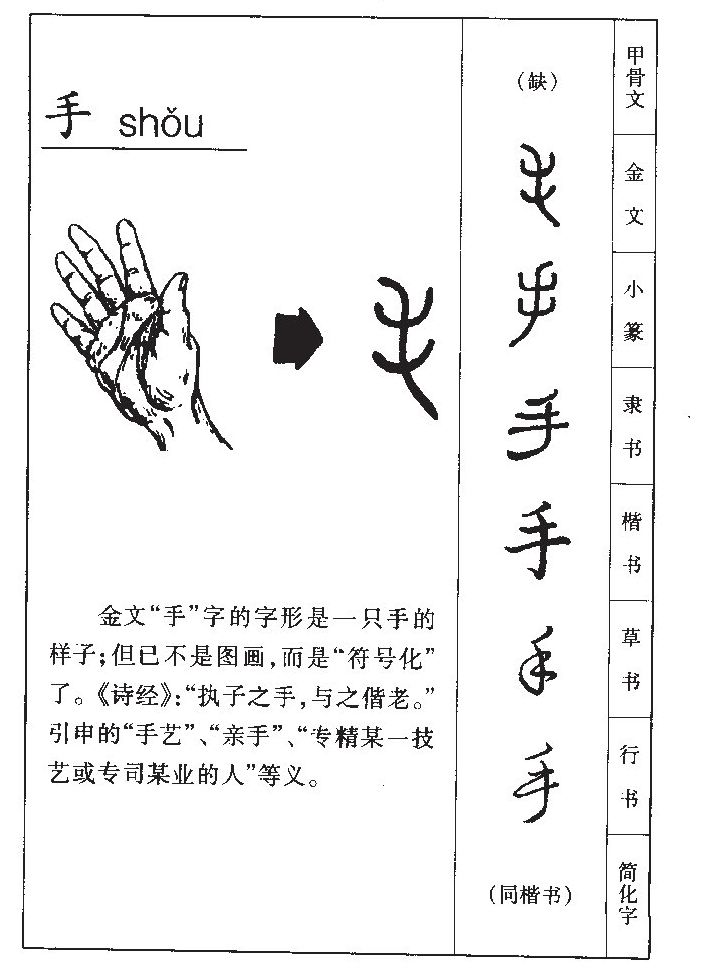 手 shǒu
金文“手”字的字形是一只手的
样子；但已不是图画，而是“符号化”
了。《诗经》：“执子之手，与之偕老。”
引申的“手艺”、“亲手”、“专精某一技
艺或专司某业的人”等义。
（缺）
甲骨文
手
金文
手
小篆
手
隶书
手
楷书
手
草书
手
行书
（同楷书）
简化字